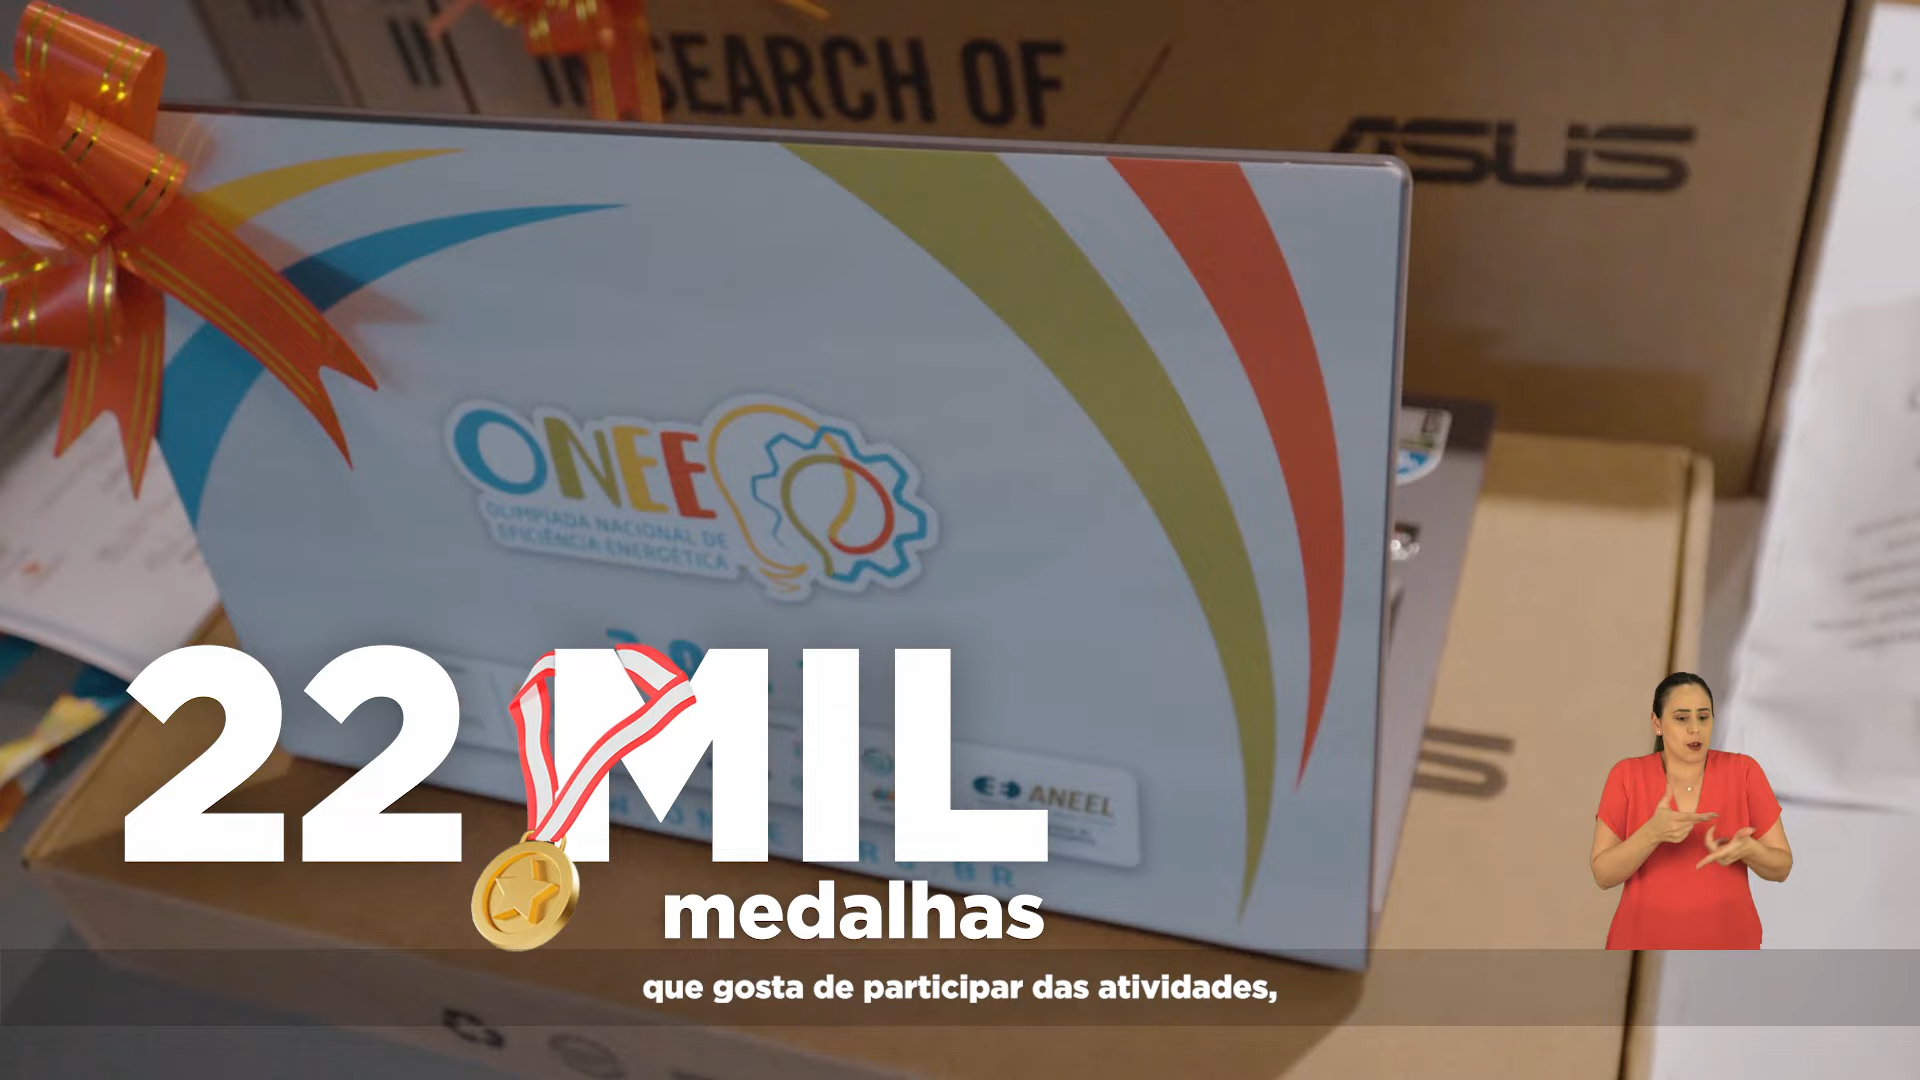 IN SEARCH OF
ASUS
ONEE
OLIMPÍADA NACIONAL DE
EFICIÊNCIA ENERGÉTICA
22 MIL
ANEEL
medalhas
que gosta de participar das atividades,